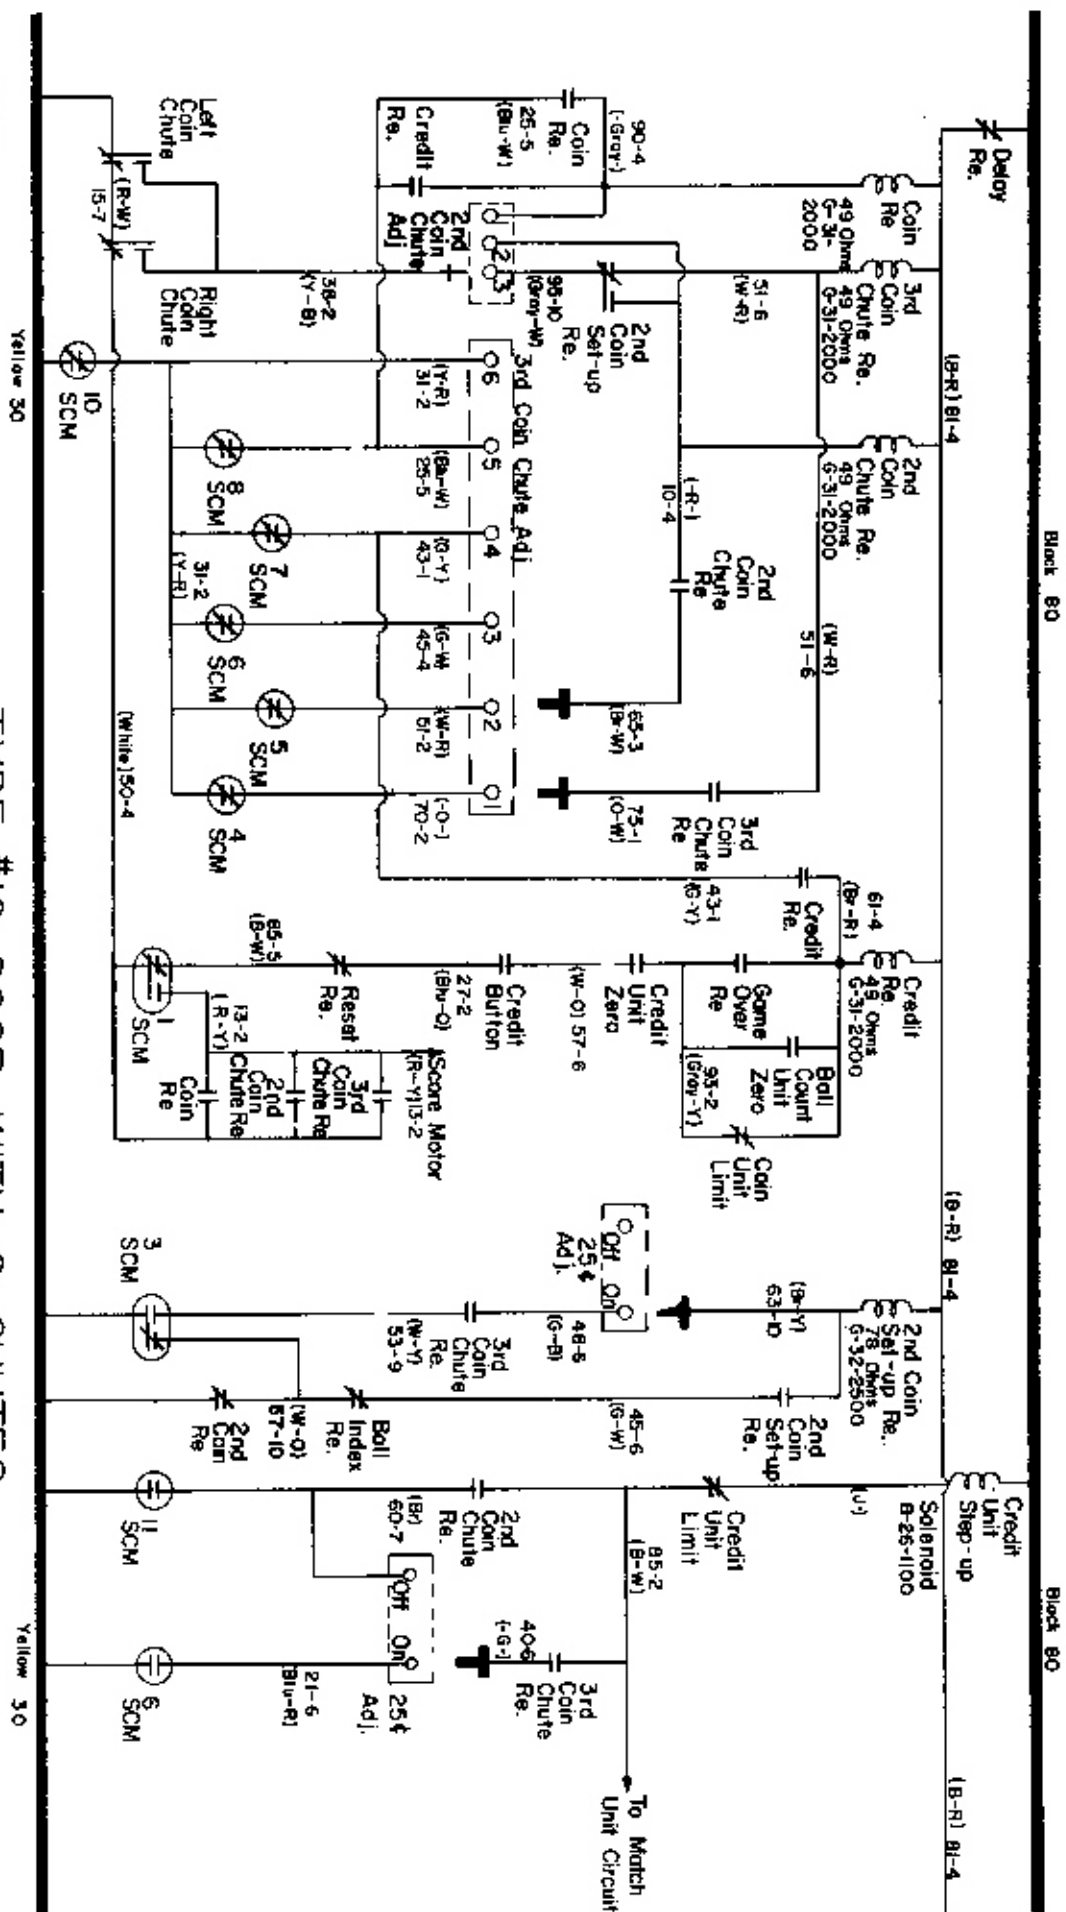 Block 80
Block 80
Delay
Re.
(B-R) 81-4
(B-R) 81-4
(B-R) 81-4
Coin
Re
49 Ohms
G-31-
2000
3rd
Coin
Chute Re.
49 Ohms
G-31-2000
2nd
Coin
Chute Re.
49 Ohms
G-31-2000
Credit
Re.
49 Ohms
G-31-2000
2nd Coin
Set-up Re.
78 Ohms
G-32-2500
Credit
Unit
Step-up
Solenoid
B-26-1100
90-4
(-Gray-)
Coin
Re.
25-5
(Blu-W)
Credit
Re.
2nd
Coin
Chute
Adj
1
2
3
95-10
(Gray-W)
2nd
Coin
Set-up
Re.
51-6
(W-R)
(-R-)
10-4
2nd
Coin
Chute
Re
(W-R)
51-6
65-3
(Br-W)
75-1
(O-W)
3rd
Coin
Chute
Re
3rd Coin Chute Adj
6
5
4
3
2
1
(Y-R)
31-2
(Blu-W)
25-5
(G-Y)
43-1
(G-W)
45-4
(W-R)
51-2
(-O-)
70-2
Left
Coin
Chute
(R-W)
15-7
Right
Coin
Chute
38-2
(Y-B)
10
SCM
8
SCM
7
SCM
6
SCM
5
SCM
4
SCM
31-2
(Y-R)
(White) 50-4
61-4
(Br-R)
Credit
Re.
43-1
(G-Y)
Game
Over
Re
Ball
Count
Unit
Zero
93-2
(Gray-Y)
Coin
Unit
Limit
Credit
Unit
Zero
(W-O) 57-6
Credit
Button
27-2
(Blu-O)
Reset
Re.
85-5
(B-W)
1
SCM
13-2
(R-Y)
Score Motor
(R-Y) 13-2
3rd
Coin
Chute Re
2nd
Coin
Chute Re
Coin
Re
(Br-Y)
63-10
Off
On
25¢
Adj.
48-5
(G-B)
3rd
Coin
Chute
Re.
(W-Y)
53-9
3
SCM
2nd
Coin
Set-up
Re.
45-6
(G-W)
Ball
Index
Re.
(W-O)
57-10
2nd
Coin
Re
(J-)
Credit
Unit
Limit
85-2
(B-W)
To Match
Unit Circuit
2nd
Coin
Chute
Re.
(Br)
60-7
Off
On
25¢
Adj.
11
SCM
3rd
Coin
Chute
Re.
(-G-)
21-6
(Blu-R)
6
SCM
Yellow 30
Yellow 30